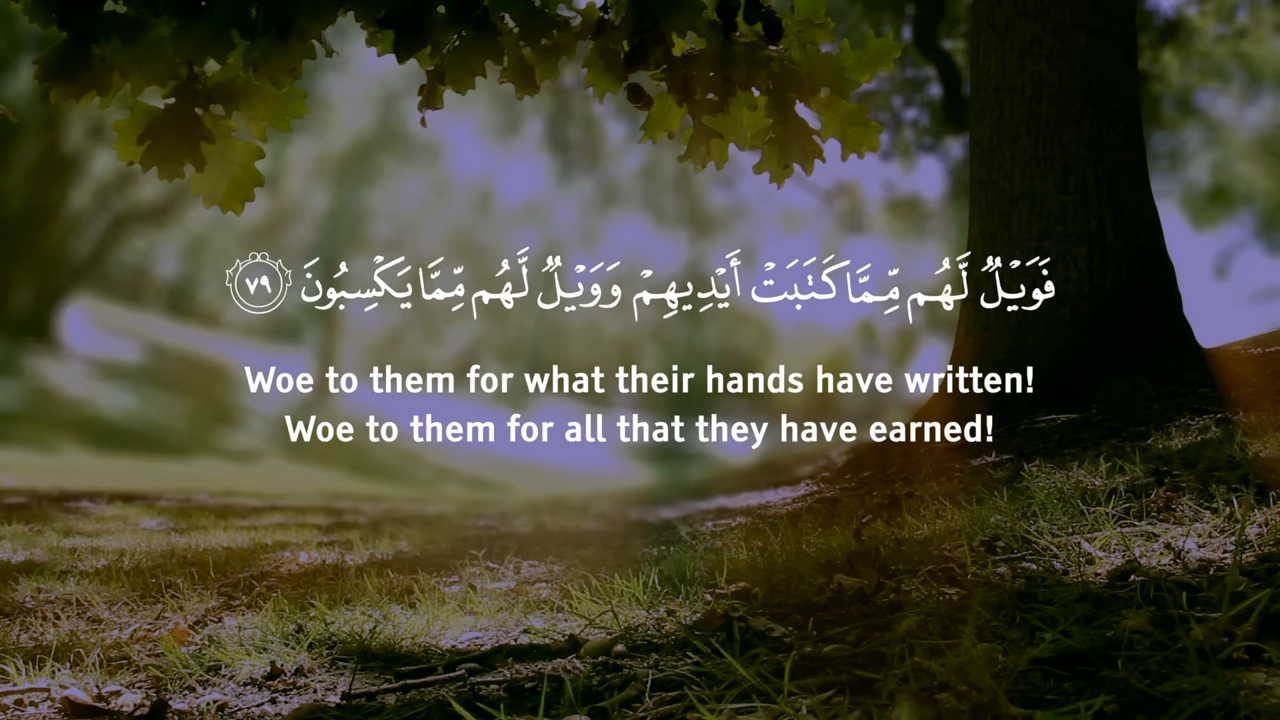 فَوَيْلٌ لَّهُم مِّمَّا كَتَبَتْ أَيْدِيهِمْ وَوَيْلٌ لَّهُم مِّمَّا يَكْسِبُونَ ٧٩
Woe to them for what their hands have written!
Woe to them for all that they have earned!